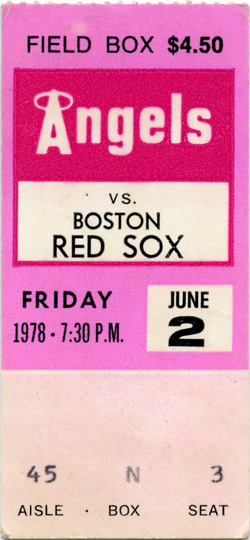 FIELD BOX $4.50
Angels
VS.
BOSTON
RED SOX
FRIDAY JUNE
1978 · 7:30 P.M. 2
45 N 3
AISLE · BOX SEAT